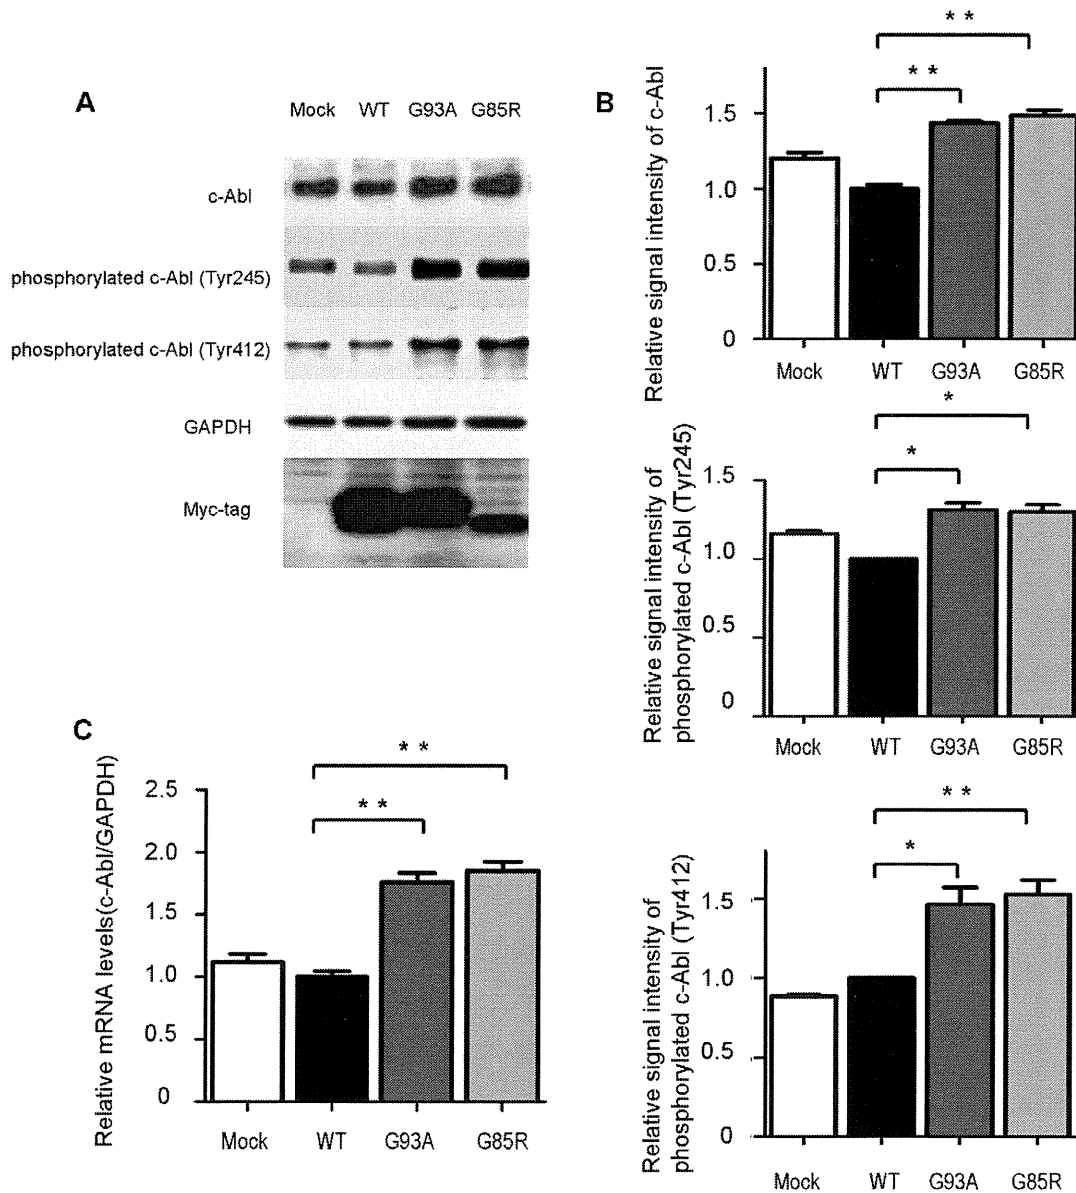 A
Mock WT G93A G85R
c-Abl
phosphorylated c-Abl (Tyr245)
phosphorylated c-Abl (Tyr412)
GAPDH
Myc-tag
B
Relative signal intensity of c-Abl
1.5
1.0
0.5
0
* *
* *
Mock WT G93A G85R
Relative signal intensity of
phosphorylated c-Abl (Tyr245)
1.5
1.0
0.5
0
*
*
Mock WT G93A G85R
Relative signal intensity of
phosphorylated c-Abl (Tyr412)
1.5
1.0
0.5
0
* *
*
Mock WT G93A G85R
C
Relative mRNA levels(c-Abl/GAPDH)
2.5
2.0
1.0
0.5
0
* *
* *
Mock WT G93A G85R